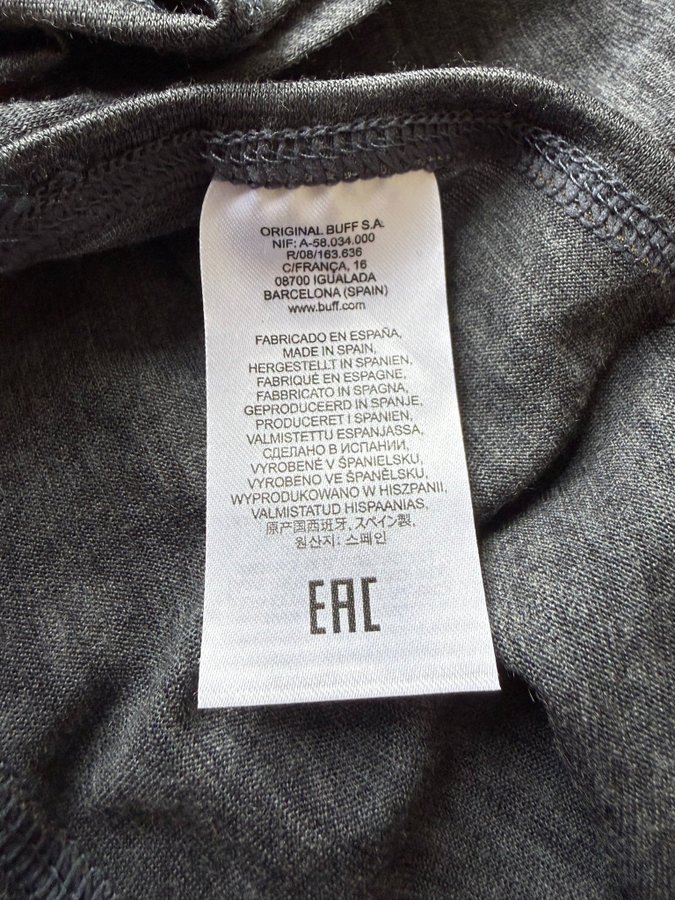 ORIGINAL BUFF S.A.
NIF: A-58.034.000
R/08/163.636
C/FRANÇA, 16
08700 IGUALADA
BARCELONA (SPAIN)
www.buff.com
FABRICADO EN ESPAÑA,
MADE IN SPAIN,
HERGESTELLT IN SPANIEN,
FABRIQUÉ EN ESPAGNE,
FABBRICATO IN SPAGNA,
GEPRODUCEERD IN SPANJE,
PRODUCERET I SPANIEN,
VALMISTETTU ESPANJASSA,
СДЕЛАНО В ИСПАНИИ,
VYROBENÉ V ŠPANIELSKU,
VYROBENO VE ŠPANĚLSKU,
WYPRODUKOWANO W HISZPANII,
VALMISTATUD HISPAANIAS,
原产国西班牙, スペイン製,
원산지: 스페인
EAC